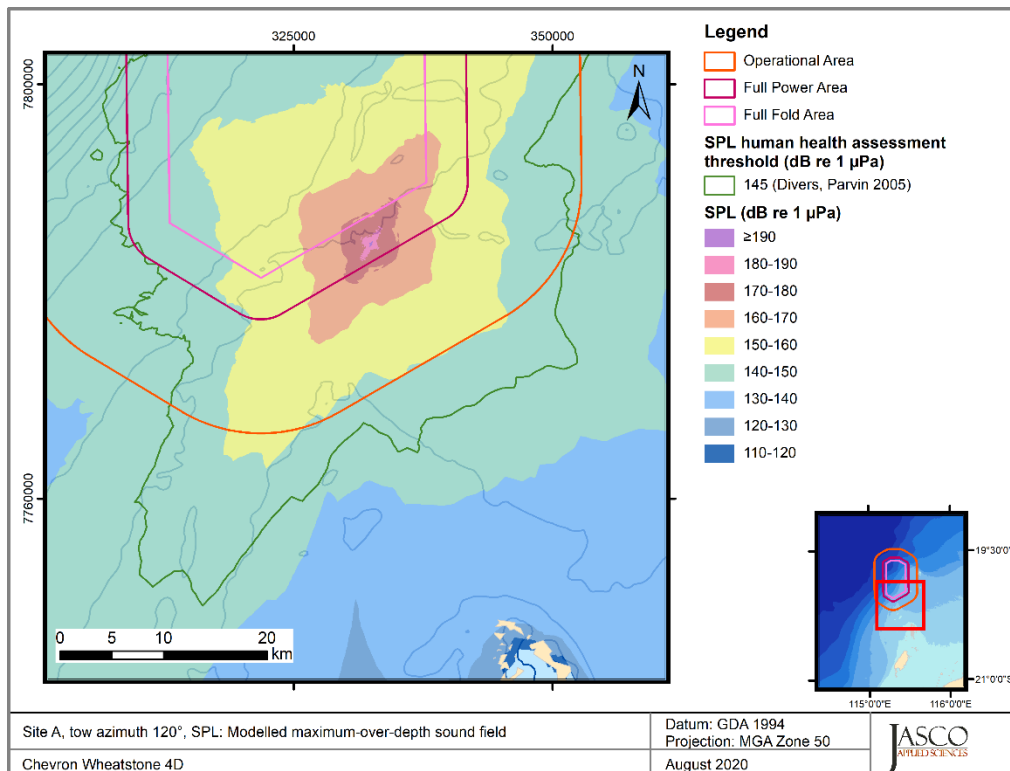 325000
350000
7800000
7760000
N
0 5 10 20
km
Legend
Operational Area
Full Power Area
Full Fold Area
SPL human health assessment
threshold (dB re 1 µPa)
145 (Divers, Parvin 2005)
SPL (dB re 1 µPa)
≥190
180-190
170-180
160-170
150-160
140-150
130-140
120-130
110-120
19°30'0"S
21°0'0"S
115°0'0"E 116°0'0"E
Site A, tow azimuth 120°, SPL: Modelled maximum-over-depth sound field
Chevron Wheatstone 4D
Datum: GDA 1994
Projection: MGA Zone 50
August 2020
JASCO
APPLIED SCIENCES